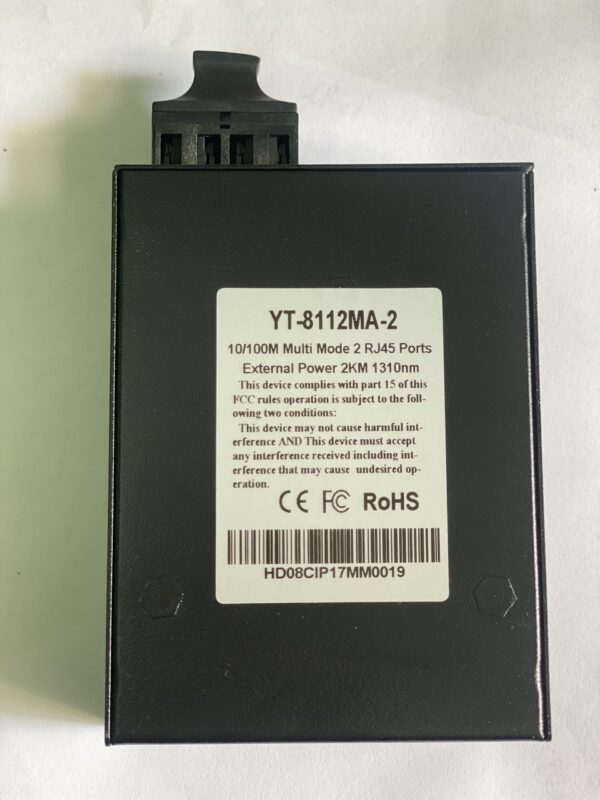 YT-8112MA-2
10/100M Multi Mode 2 RJ45 Ports
External Power 2KM 1310nm
This device complies with part 15 of this
FCC rules operation is subject to the foll-
owing two conditions:
This device may not cause harmful int-
erference AND This device must accept
any interference received including int-
erference that may cause undesired op-
eration.
CE FC RoHS
HD08CIP17MM0019